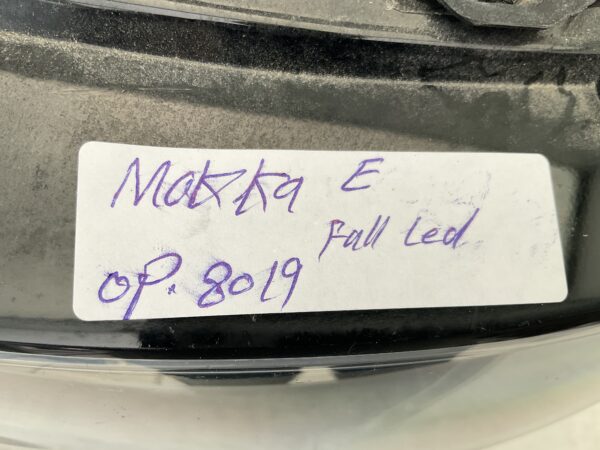 Mokka E
Full Led
OP. 8019